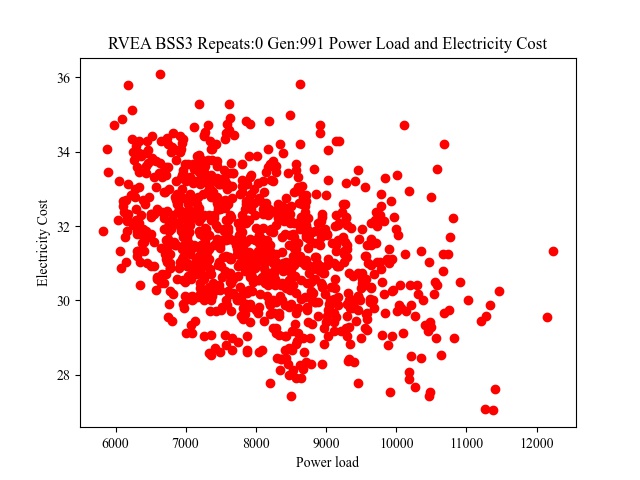 RVEA BSS3 Repeats:0 Gen:991 Power Load and Electricity Cost
36
34
32
30
28
Electricity Cost
6000 7000 8000 9000 10000 11000 12000
Power load